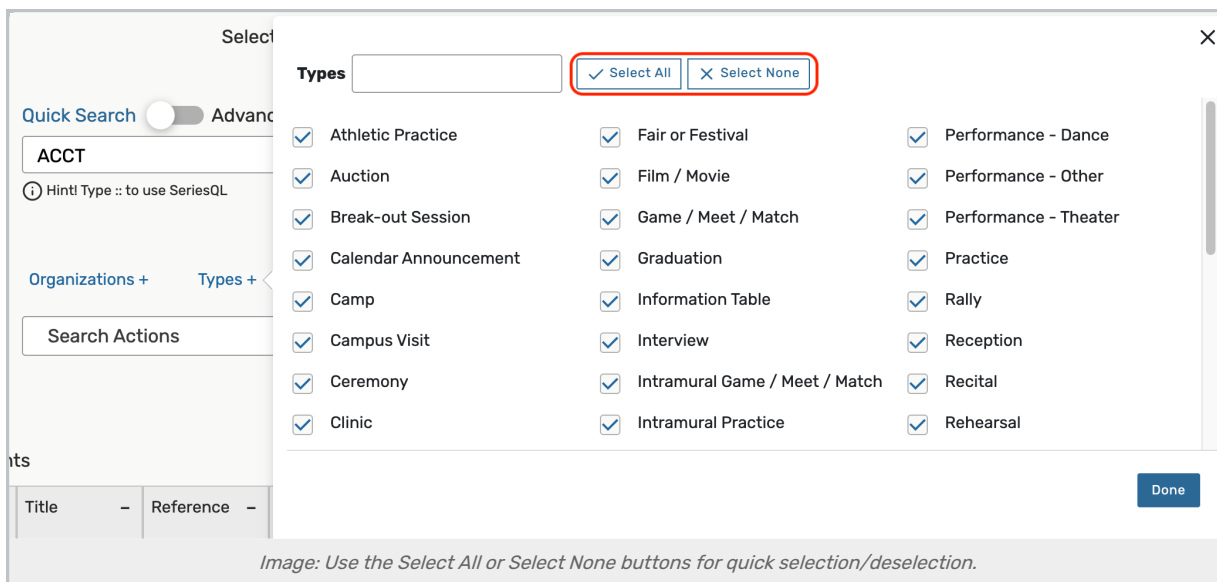 Select
Quick Search Advanc
ACCT
Hint! Type :: to use SeriesQL
Organizations + Types +
Search Actions
nts
Title – Reference –
Types Select All Select None
Athletic Practice Fair or Festival Performance - Dance
Auction Film / Movie Performance - Other
Break-out Session Game / Meet / Match Performance - Theater
Calendar Announcement Graduation Practice
Camp Information Table Rally
Campus Visit Interview Reception
Ceremony Intramural Game / Meet / Match Recital
Clinic Intramural Practice Rehearsal
Done
Image: Use the Select All or Select None buttons for quick selection/deselection.